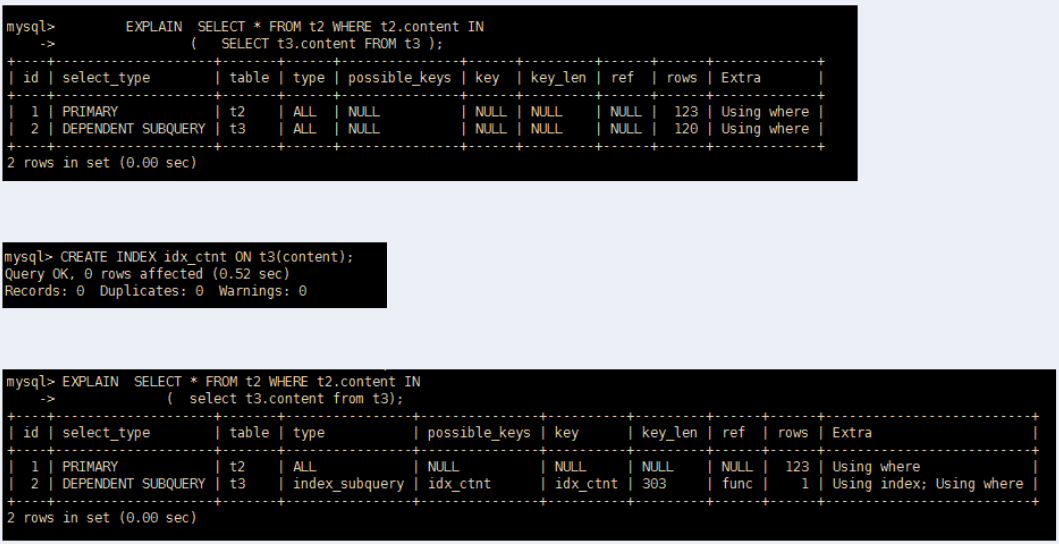 mysql>         EXPLAIN  SELECT * FROM t2 WHERE t2.content IN
    ->                 (   SELECT t3.content FROM t3 );
+----+--------------------+-------+------+---------------+------+---------+------+------+-------------+
| id | select_type        | table | type | possible_keys | key  | key_len | ref  | rows | Extra       |
+----+--------------------+-------+------+---------------+------+---------+------+------+-------------+
|  1 | PRIMARY            | t2    | ALL  | NULL          | NULL | NULL    | NULL |  123 | Using where |
|  2 | DEPENDENT SUBQUERY | t3    | ALL  | NULL          | NULL | NULL    | NULL |  120 | Using where |
+----+--------------------+-------+------+---------------+------+---------+------+------+-------------+
2 rows in set (0.00 sec)
mysql> CREATE INDEX idx_ctnt ON t3(content);
Query OK, 0 rows affected (0.52 sec)
Records: 0  Duplicates: 0  Warnings: 0
mysql> EXPLAIN  SELECT * FROM t2 WHERE t2.content IN
    ->              (  select t3.content from t3);
+----+--------------------+-------+----------------+---------------+----------+---------+------+------+--------------------------+
| id | select_type        | table | type           | possible_keys | key      | key_len | ref  | rows | Extra                    |
+----+--------------------+-------+----------------+---------------+----------+---------+------+------+--------------------------+
|  1 | PRIMARY            | t2    | ALL            | NULL          | NULL     | NULL    | NULL |  123 | Using where              |
|  2 | DEPENDENT SUBQUERY | t3    | index_subquery | idx_ctnt      | idx_ctnt | 303     | func |    1 | Using index; Using where |
+----+--------------------+-------+----------------+---------------+----------+---------+------+------+--------------------------+
2 rows in set (0.00 sec)